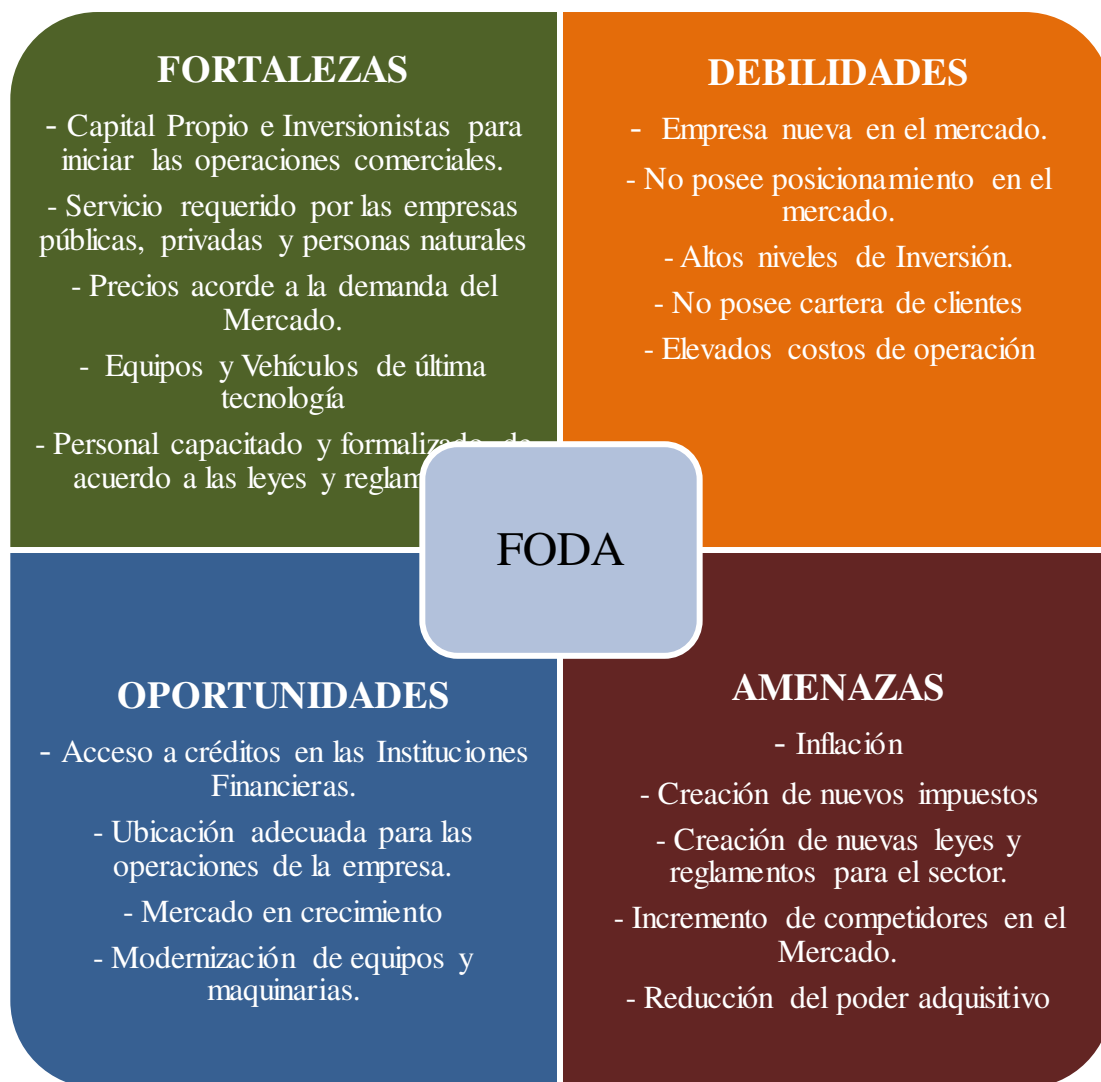 FORTALEZAS
- Capital Propio e Inversionistas para
iniciar las operaciones comerciales.
- Servicio requerido por las empresas
públicas, privadas y personas naturales
- Precios acorde a la demanda del
Mercado.
- Equipos y Vehículos de última
tecnología
- Personal capacitado y formalizado de
acuerdo a las leyes y reglam
DEBILIDADES
- Empresa nueva en el mercado.
- No posee posicionamiento en el
mercado.
- Altos niveles de Inversión.
- No posee cartera de clientes
- Elevados costos de operación
FODA
OPORTUNIDADES
- Acceso a créditos en las Instituciones
Financieras.
- Ubicación adecuada para las
operaciones de la empresa.
- Mercado en crecimiento
- Modernización de equipos y
maquinarias.
AMENAZAS
- Inflación
- Creación de nuevos impuestos
- Creación de nuevas leyes y
reglamentos para el sector.
- Incremento de competidores en el
Mercado.
- Reducción del poder adquisitivo